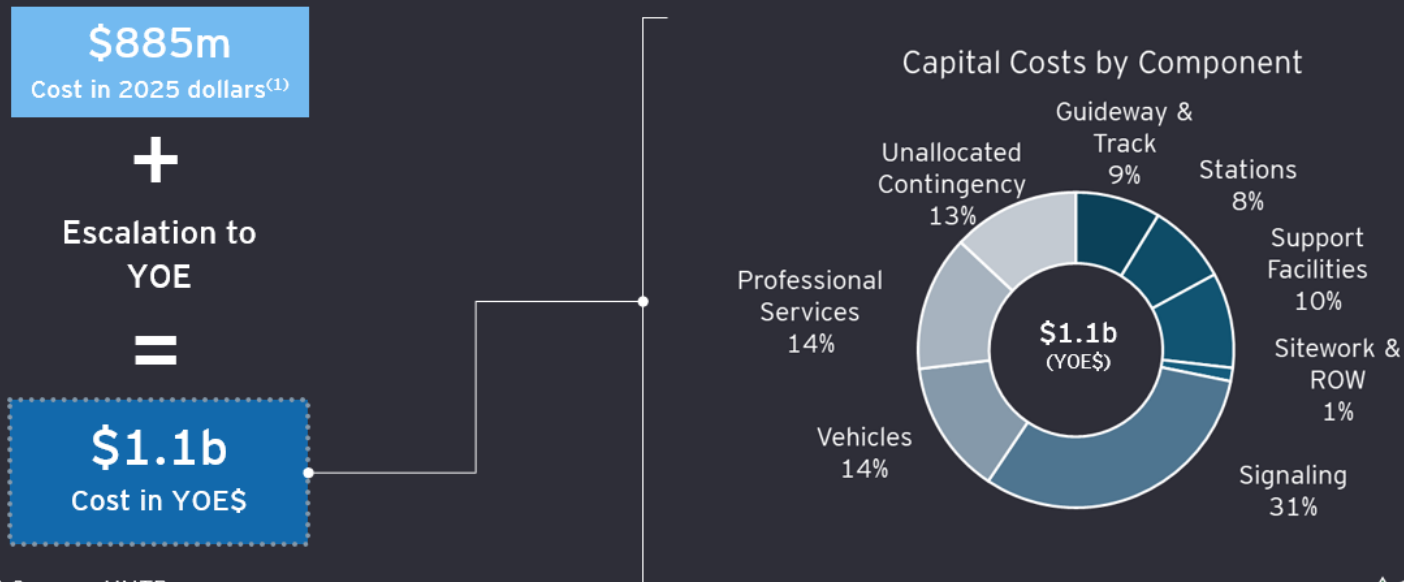 $885m
Cost in 2025 dollars(1)
+
Escalation to
YOE
=
$1.1b
Cost in YOE$
Capital Costs by Component
Guideway &
Track
9%
Stations
8%
Support
Facilities
10%
Sitework &
ROW
1%
Signaling
31%
Vehicles
14%
Professional
Services
14%
Unallocated
Contingency
13%
$1.1b
(YOE$)